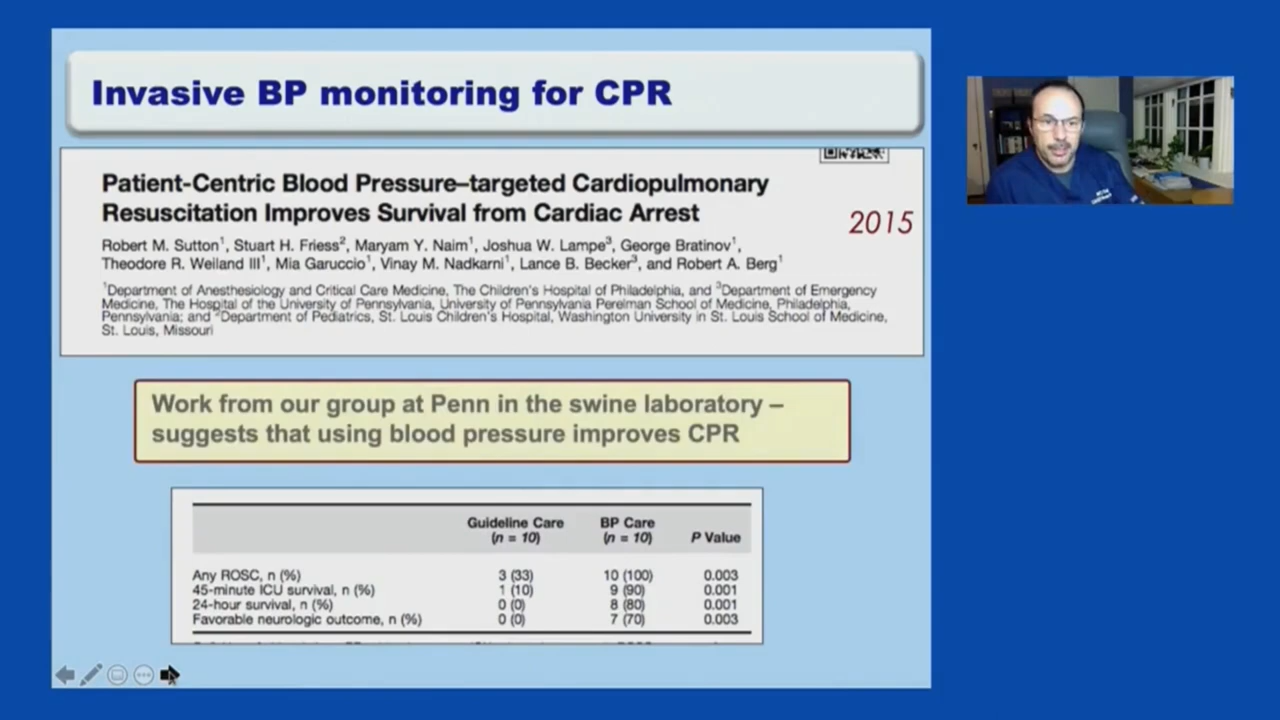 Invasive BP monitoring for CPR
Patient-Centric Blood Pressure–targeted Cardiopulmonary
Resuscitation Improves Survival from Cardiac Arrest
2015
Robert M. Sutton1, Stuart H. Friess2, Maryam Y. Naim1, Joshua W. Lampe3, George Bratinov1,
Theodore R. Weiland III1, Mia Garuccio1, Vinay M. Nadkarni1, Lance B. Becker3, and Robert A. Berg1
1Department of Anesthesiology and Critical Care Medicine, The Children's Hospital of Philadelphia, and 3Department of Emergency
Medicine, The Hospital of the University of Pennsylvania, University of Pennsylvania Perelman School of Medicine, Philadelphia,
Pennsylvania; and 2Department of Pediatrics, St. Louis Children's Hospital, Washington University in St. Louis School of Medicine,
St. Louis, Missouri
Work from our group at Penn in the swine laboratory –
suggests that using blood pressure improves CPR
Guideline Care BP Care
(n = 10) (n = 10) P Value
Any ROSC, n (%) 3 (33) 10 (100) 0.003
45-minute ICU survival, n (%) 1 (10) 9 (90) 0.001
24-hour survival, n (%) 0 (0) 8 (80) 0.001
Favorable neurologic outcome, n (%) 0 (0) 7 (70) 0.003